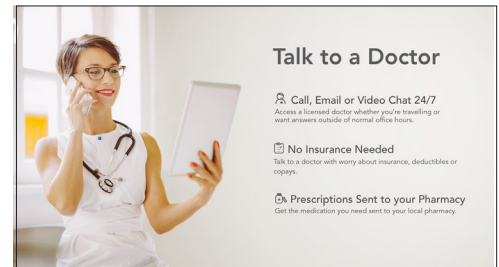 Talk to a Doctor
Call, Email or Video Chat 24/7
Access a licensed doctor whether you're travelling or
want answers outside of normal office hours.
No Insurance Needed
Talk to a doctor with worry about insurance, deductibles or
copays.
Prescriptions Sent to your Pharmacy
Get the medication you need sent to your local pharmacy.